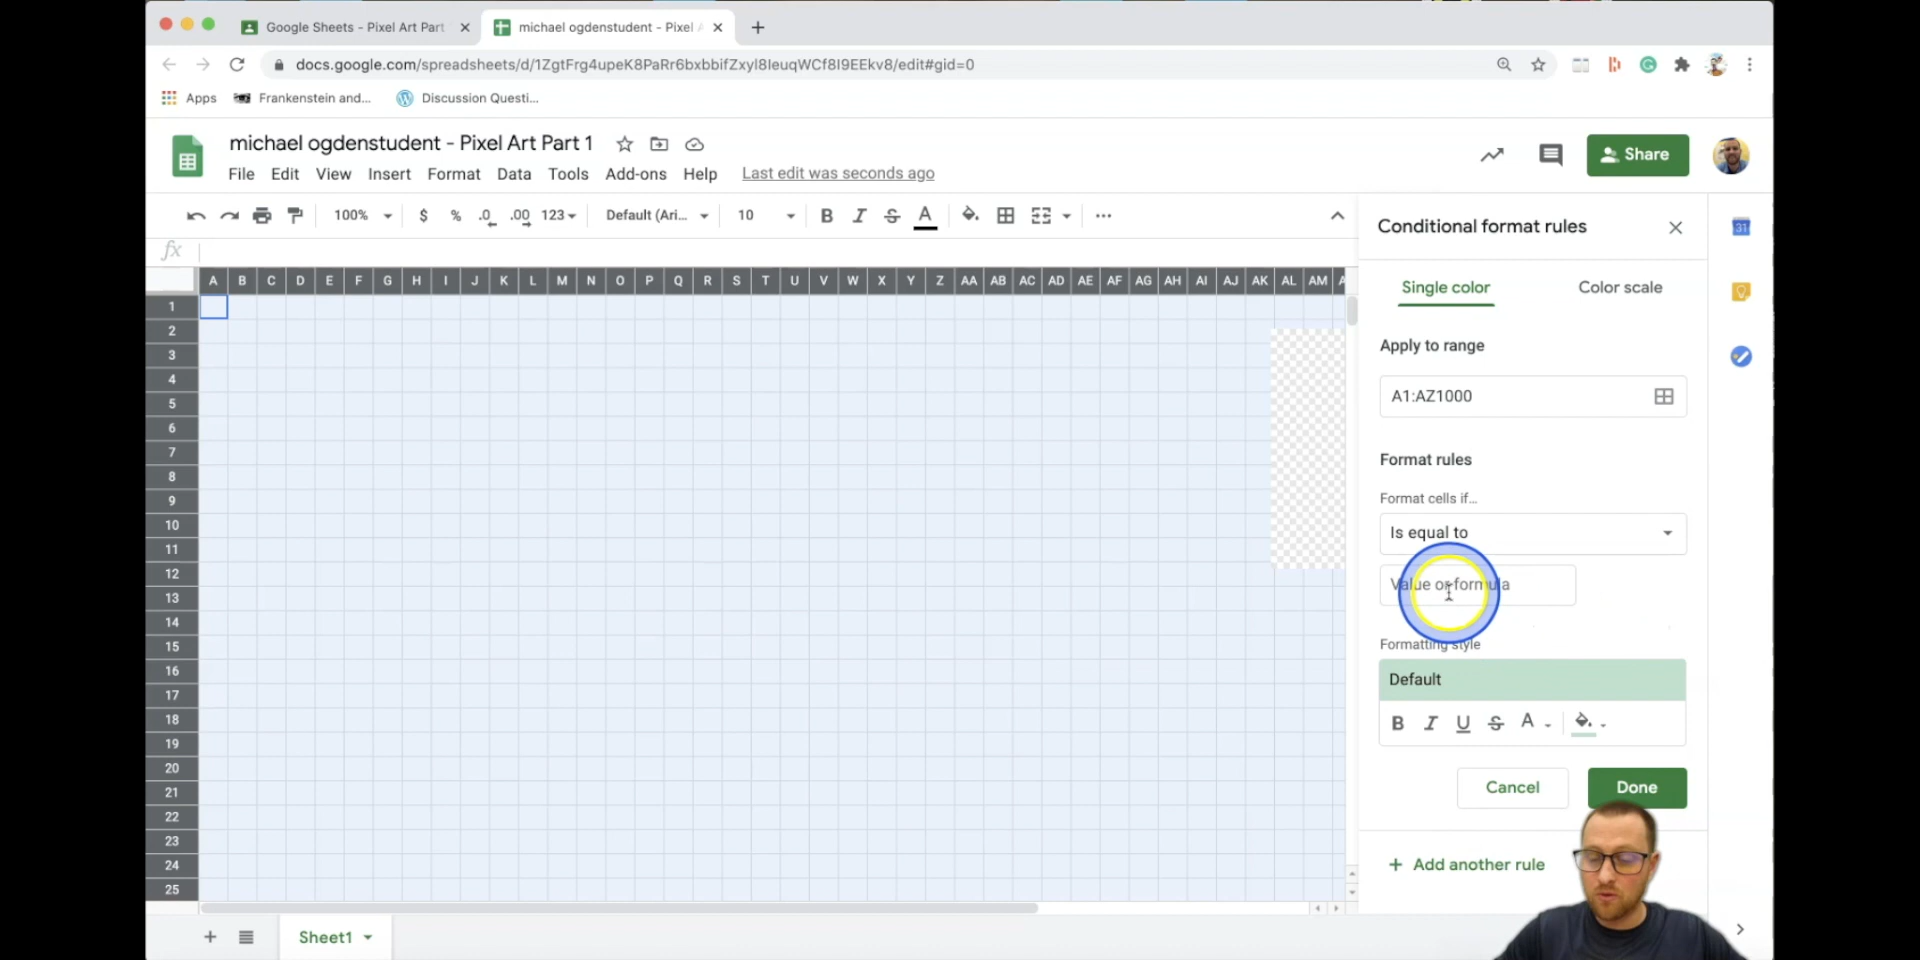 Google Sheets - Pixel Art Part
michael ogdenstudent - Pixel A
docs.google.com/spreadsheets/d/1ZgtFrg4upeK8PaRr6bxbbifZxyl8IeuqWCf8I9EEkv8/edit#gid=0
Apps Frankenstein and... Discussion Questi...
michael ogdenstudent - Pixel Art Part 1
Share
File Edit View Insert Format Data Tools Add-ons Help Last edit was seconds ago
100% $ % .0 .00 123 Default (Ari... 10 B I S A ...
Conditional format rules
fx
A B C D E F G H I J K L M N O P Q R S T U V W X Y Z AA AB AC AD AE AF AG AH AI AJ AK AL AM A
Single color Color scale
31
1
2
3
4
5
6
7
8
9
10
11
12
13
14
15
16
17
18
19
20
21
22
23
24
25
Apply to range
A1:AZ1000
Format rules
Format cells if...
Is equal to
Value or formula
Formatting style
Default
B I U S A
Cancel Done
+ Add another rule
+ Sheet1